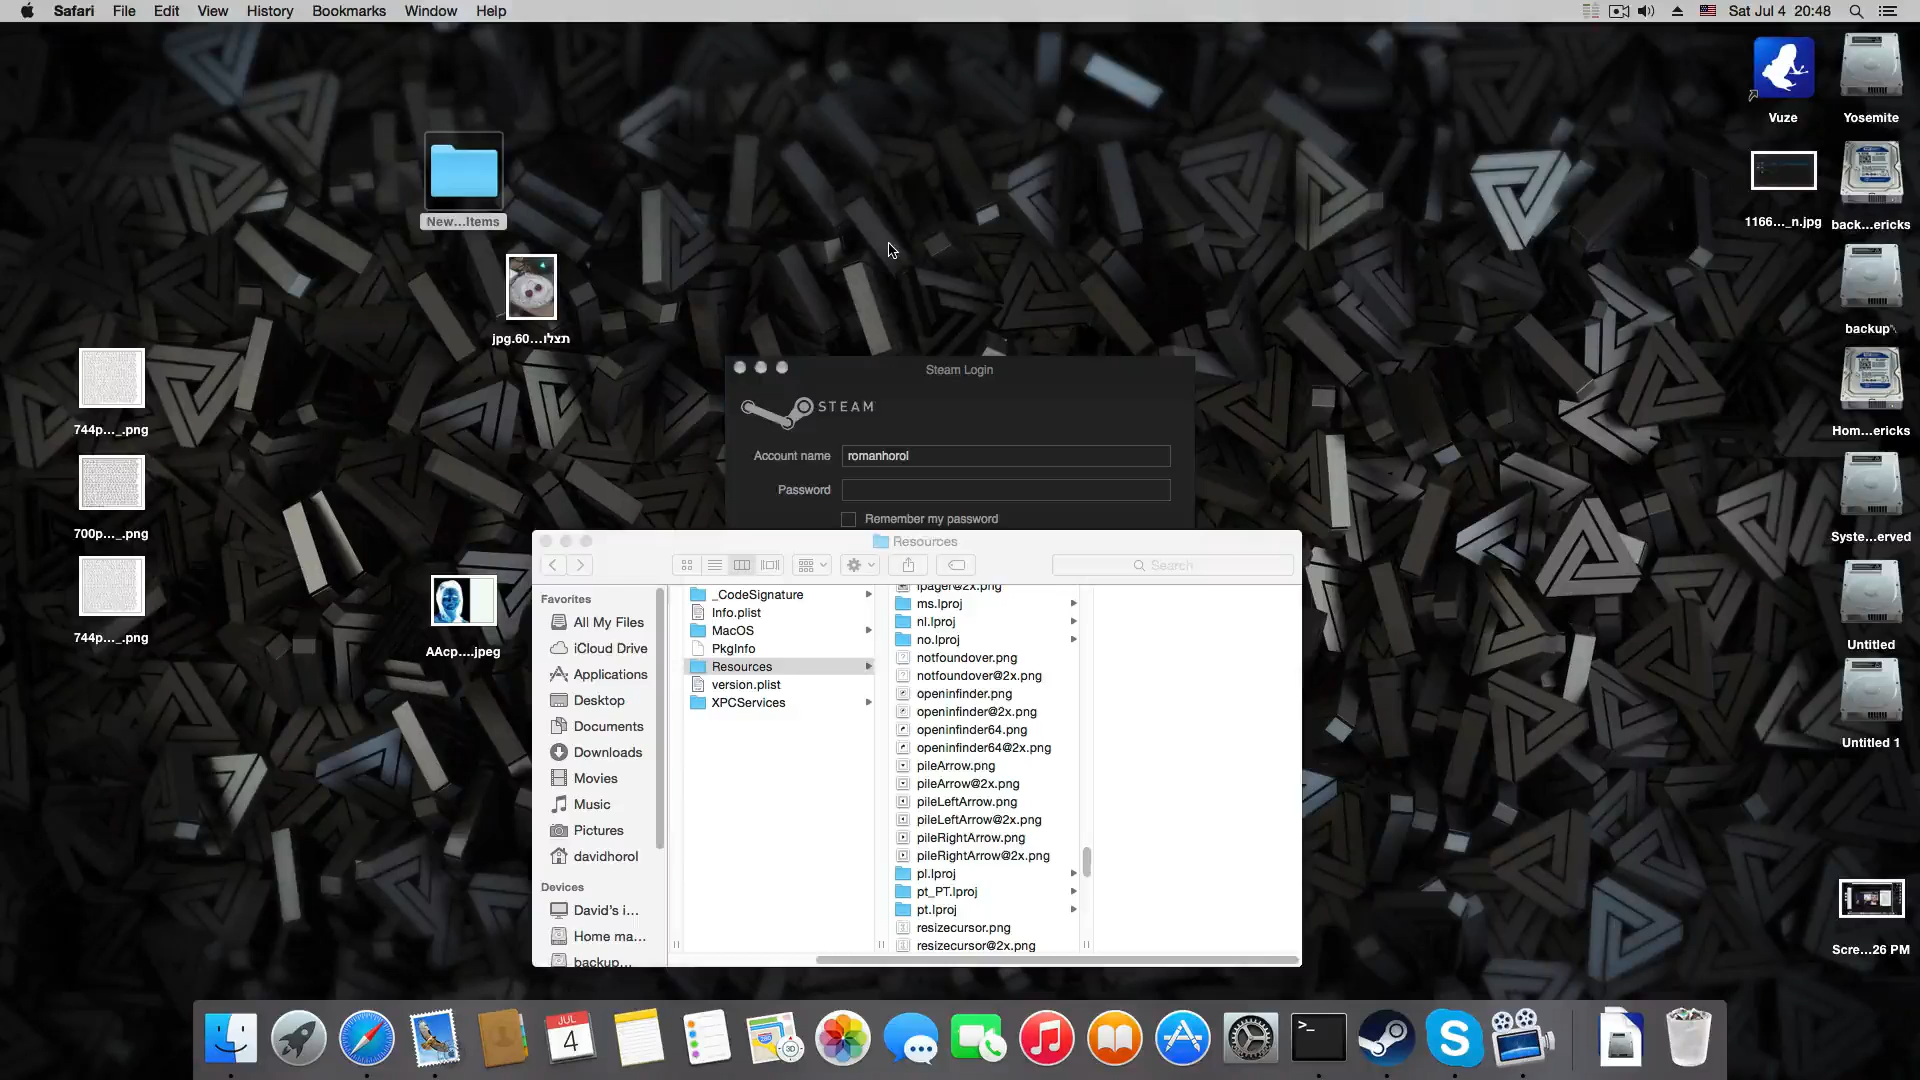 Safari File Edit View History Bookmarks Window Help
Sat Jul 4 20:48
Vuze
Yosemite
New...Items
1166..._n.jpg
back...ericks
תצלו...60.jpg
backup
744p..._.png
Hom...ericks
700p..._.png
Syste...erved
744p..._.png
AAcp....jpeg
Untitled
Untitled 1
Scre...26 PM
Steam Login
STEAM
Account name romanhorol
Password
Remember my password
Resources
Search
Favorites
All My Files
iCloud Drive
Applications
Desktop
Documents
Downloads
Movies
Music
Pictures
davidhorol
Devices
David's i...
Home ma...
backup...
_CodeSignature
Info.plist
MacOS
PkgInfo
Resources
version.plist
XPCServices
ipager@2x.png
ms.lproj
nl.lproj
no.lproj
notfoundover.png
notfoundover@2x.png
openinfinder.png
openinfinder@2x.png
openinfinder64.png
openinfinder64@2x.png
pileArrow.png
pileArrow@2x.png
pileLeftArrow.png
pileLeftArrow@2x.png
pileRightArrow.png
pileRightArrow@2x.png
pl.lproj
pt_PT.lproj
pt.lproj
resizecursor.png
resizecursor@2x.png
JUL
4
280
3D
>_
S